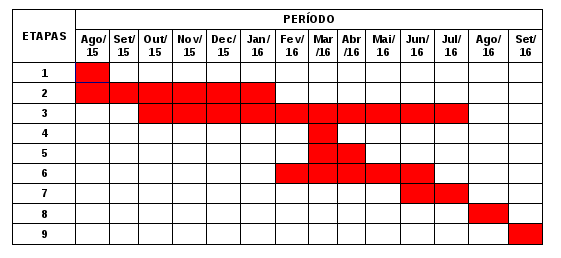 PERÍODO
ETAPAS
Ago/ Set/ Out/ Nov/ Dec/ Jan/ Fev/ Mar Abr Mai/ Jun/ Jul/ Ago/ Set/
15 15 15 15 15 16 16 /16 /16 16 16 16 16 16
1
2
3
4
5
6
7
8
9